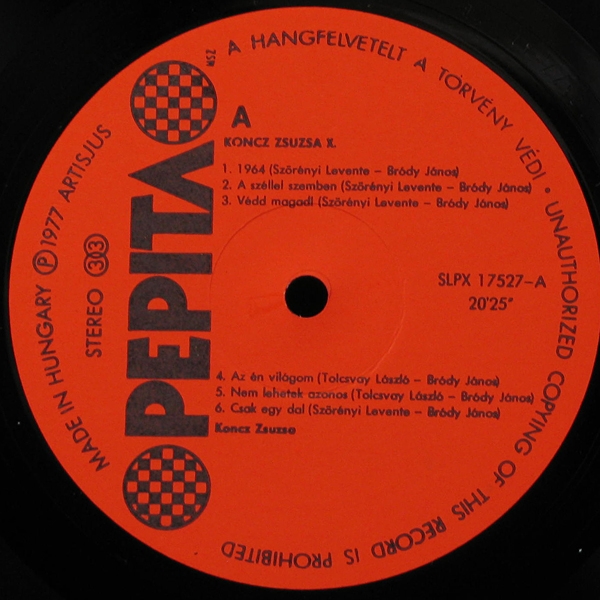 A HANGFELVÉTELT A TÖRVÉNY VÉDI • UNAUTHORIZED COPYING OF THIS RECORD IS PROHIBITED
MADE IN HUNGARY Ⓟ 1977 ARTISJUS
MSZ
STEREO 33
PEPITA
A
KONCZ ZSUZSA X.
1. 1964 (Szörényi Levente – Bródy János)
2. A széllel szemben (Szörényi Levente – Bródy János)
3. Védd magad! (Szörényi Levente – Bródy János)
SLPX 17527–A
20'25"
4. Az én világom (Tolcsvay László – Bródy János)
5. Nem lehetek azonos (Tolcsvay László – Bródy János)
6. Csak egy dal (Szörényi Levente – Bródy János)
Koncz Zsuzsa